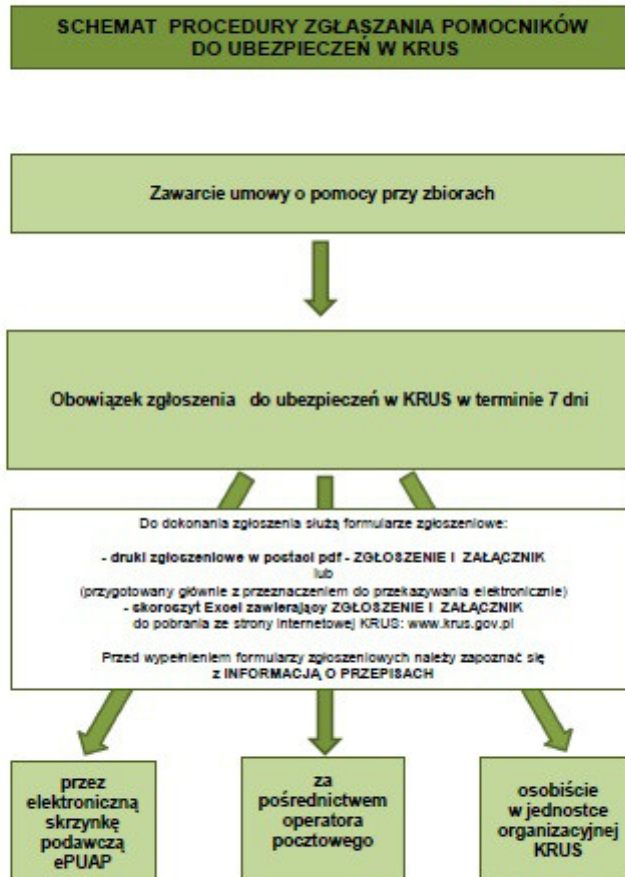 SCHEMAT PROCEDURY ZGŁASZANIA POMOCNIKÓW
DO UBEZPIECZEŃ W KRUS
Zawarcie umowy o pomocy przy zbiorach
Obowiązek zgłoszenia do ubezpieczeń w KRUS w terminie 7 dni
Do dokonania zgłoszenia służą formularze zgłoszeniowe:
- druki zgłoszeniowe w postaci pdf - ZGŁOSZENIE I ZAŁĄCZNIK
lub
(przygotowany głównie z przeznaczeniem do przekazywania elektronicznie)
- skoroszyt Excel zawierający ZGŁOSZENIE I ZAŁĄCZNIK
do pobrania ze strony internetowej KRUS: www.krus.gov.pl
Przed wypełnieniem formularzy zgłoszeniowych należy zapoznać się
z INFORMACJĄ O PRZEPISACH
przez
elektroniczną
skrzynkę
podawczą
ePUAP
za
pośrednictwem
operatora
pocztowego
osobiście
w jednostce
organizacyjnej
KRUS